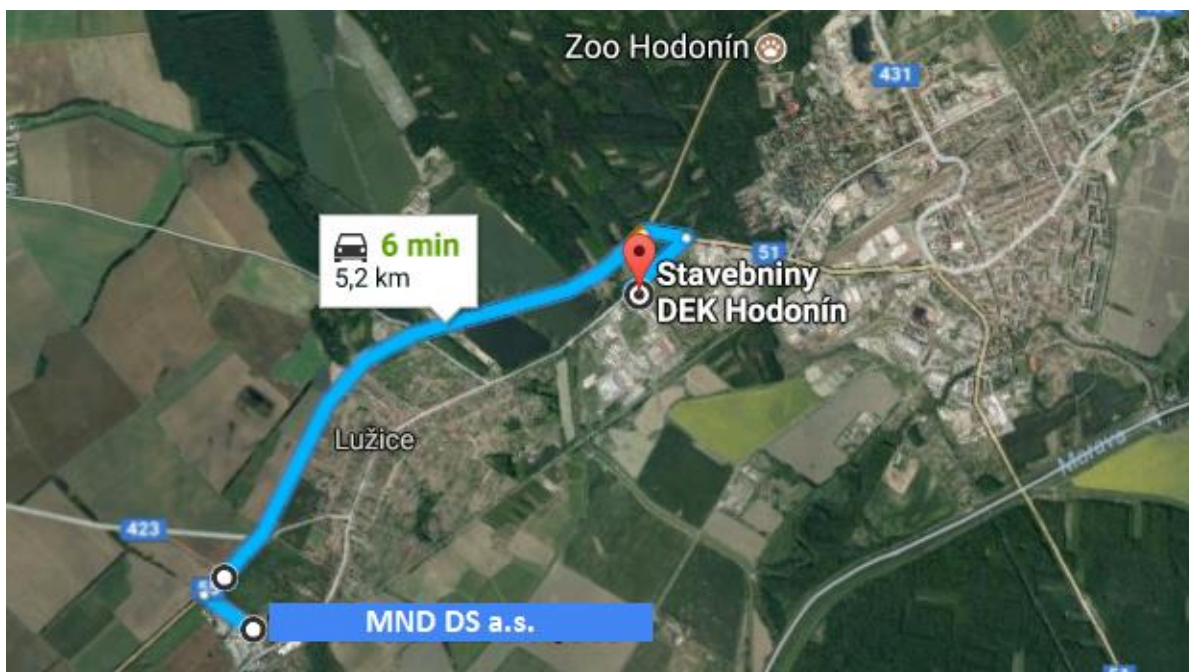 Zoo Hodonín
431
6 min
5,2 km
51
Stavebniny
DEK Hodonín
Lužice
Morava
423
MND DS a.s.